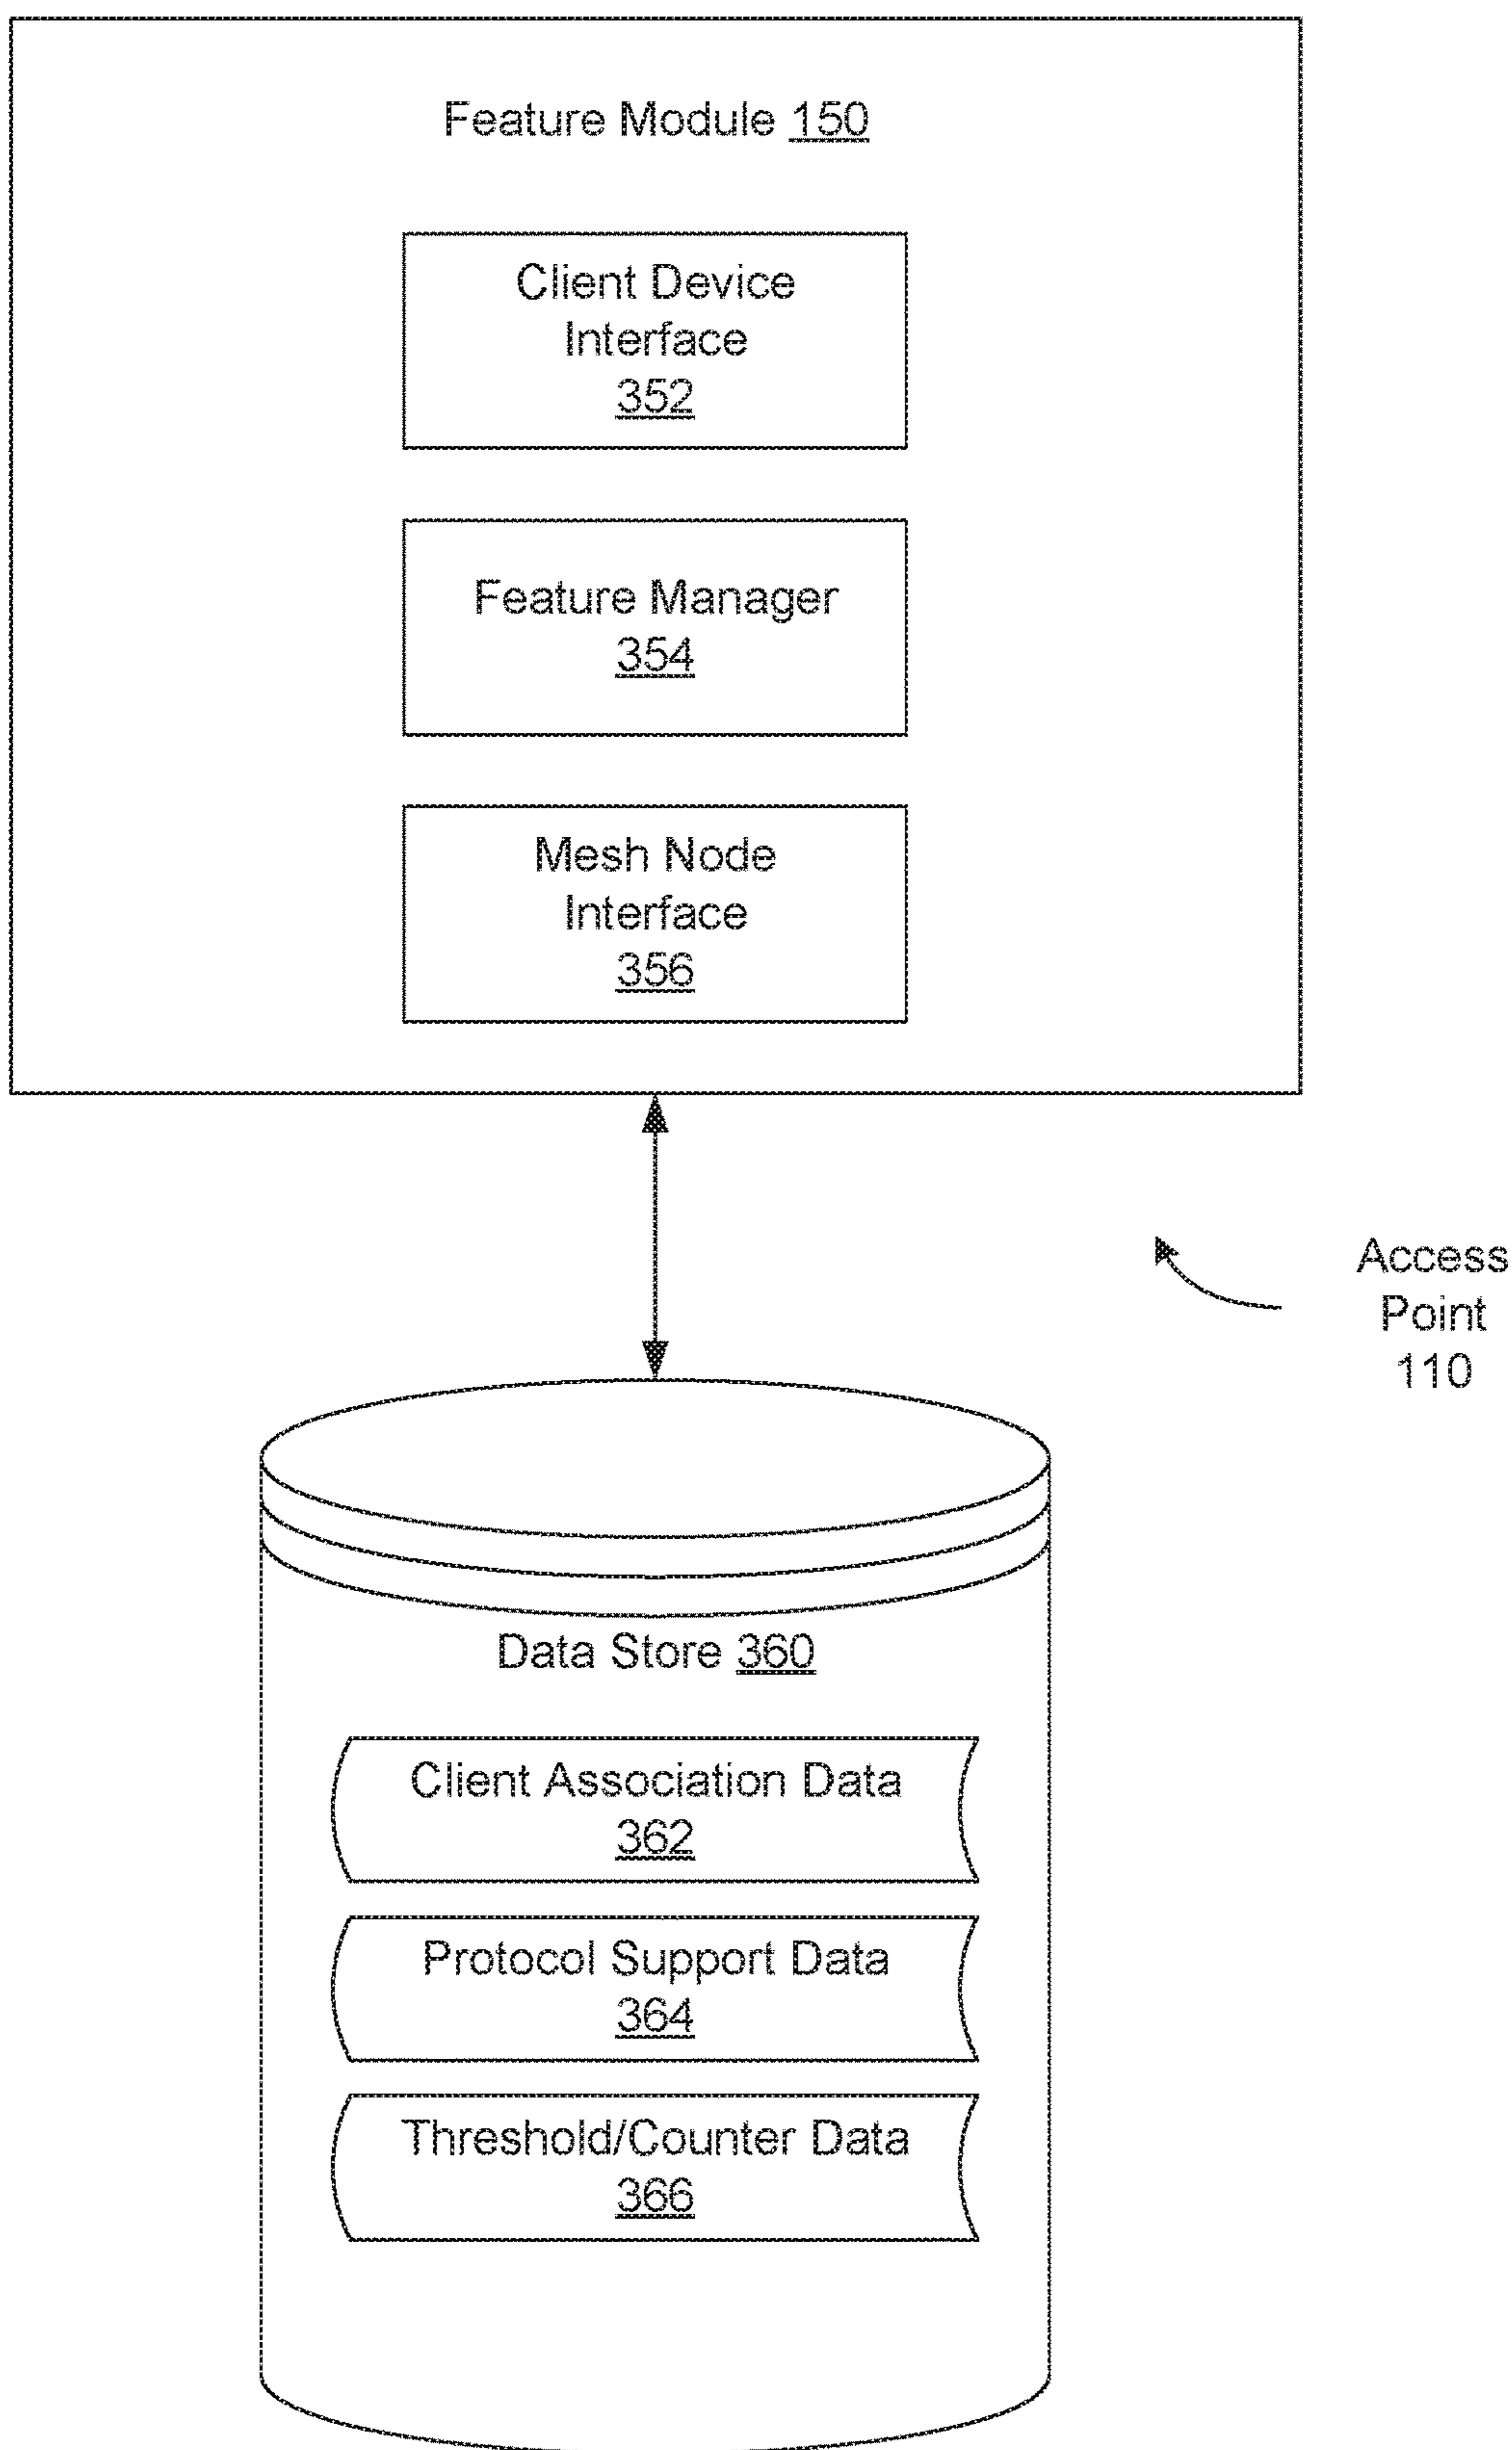 Feature Module 150
Client Device
Interface
352
Feature Manager
354
Mesh Node
Interface
356
Access
Point
110
Data Store 360
Client Association Data
362
Protocol Support Data
364
Threshold/Counter Data
366